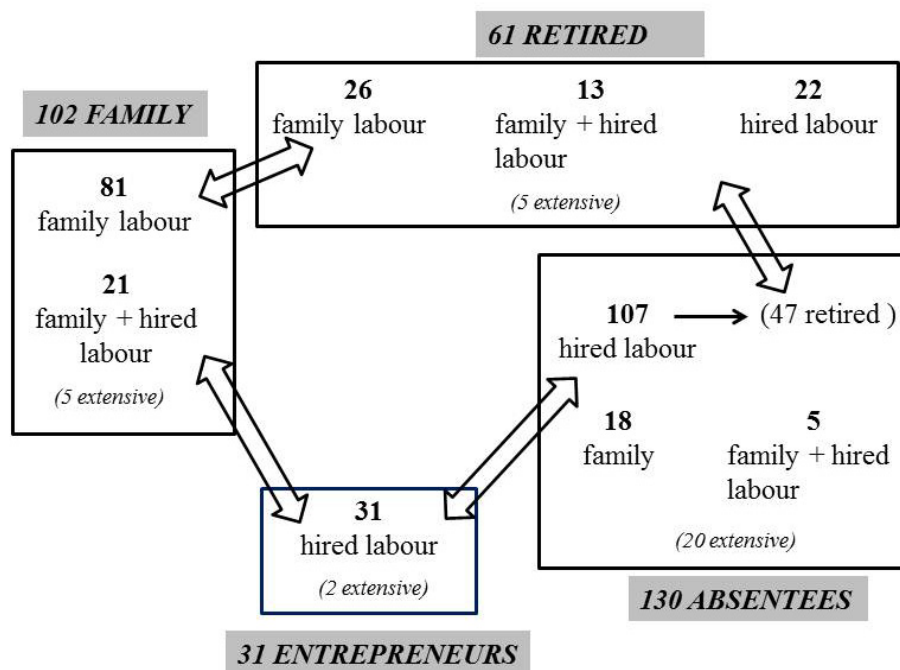 61 RETIRED
26
family labour
13
family + hired
labour
22
hired labour
(5 extensive)
102 FAMILY
81
family labour
21
family + hired
labour
(5 extensive)
107
hired labour
(47 retired )
18
family
5
family + hired
labour
(20 extensive)
130 ABSENTEES
31
hired labour
(2 extensive)
31 ENTREPRENEURS